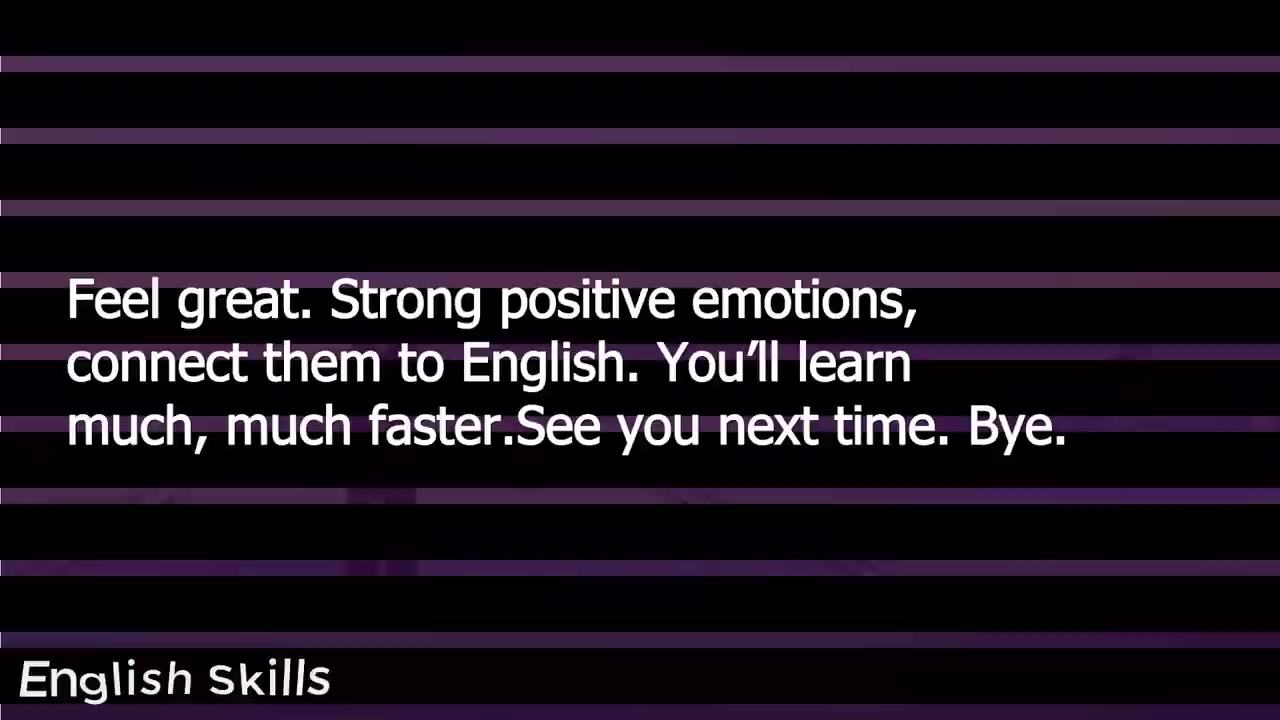 Feel great. Strong positive emotions,
connect them to English. You’ll learn
much, much faster.See you next time. Bye.
English Skills